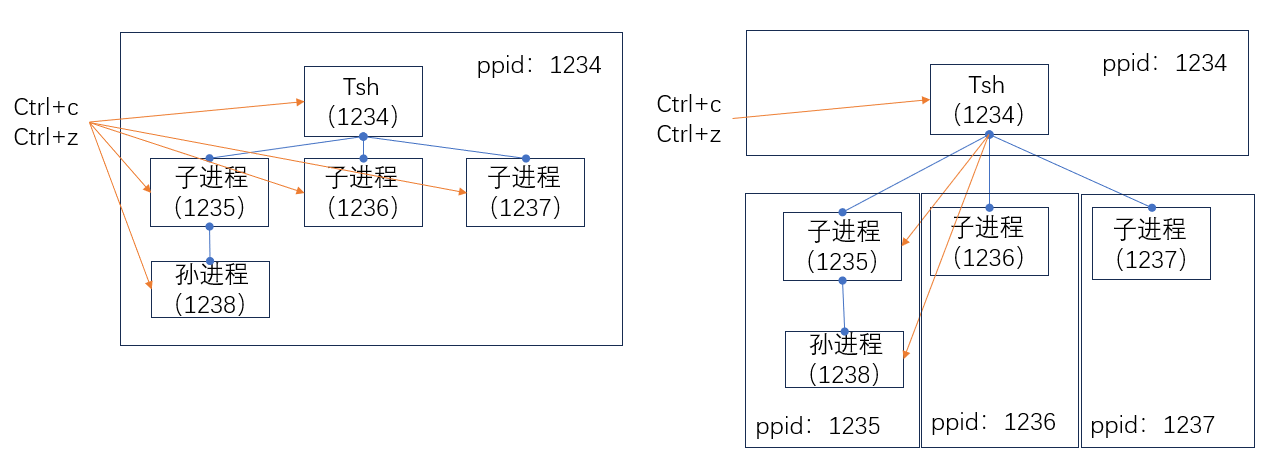 ppid：1234
Tsh
（1234）
Ctrl+c
Ctrl+z
子进程
（1235）
子进程
（1236）
子进程
（1237）
孙进程
（1238）
ppid：1234
Tsh
（1234）
Ctrl+c
Ctrl+z
子进程
（1235）
子进程
（1236）
子进程
（1237）
孙进程
（1238）
ppid：1235
ppid：1236
ppid：1237